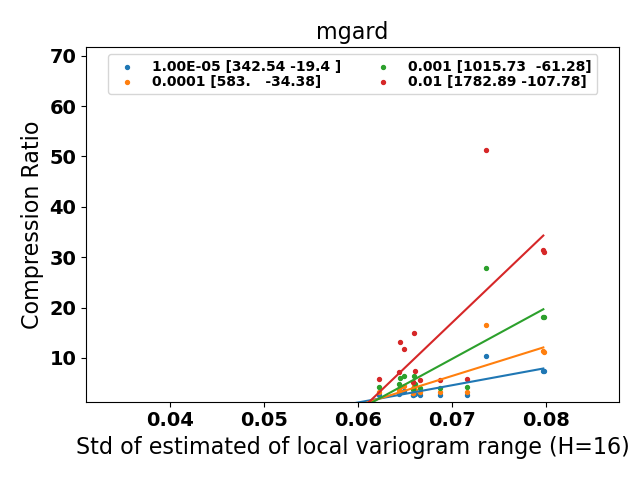 mgard
1.00E-05 [342.54 -19.4 ]
0.0001 [583. -34.38]
0.001 [1015.73 -61.28]
0.01 [1782.89 -107.78]
Compression Ratio
70
60
50
40
30
20
10
0.04 0.05 0.06 0.07 0.08
Std of estimated of local variogram range (H=16)